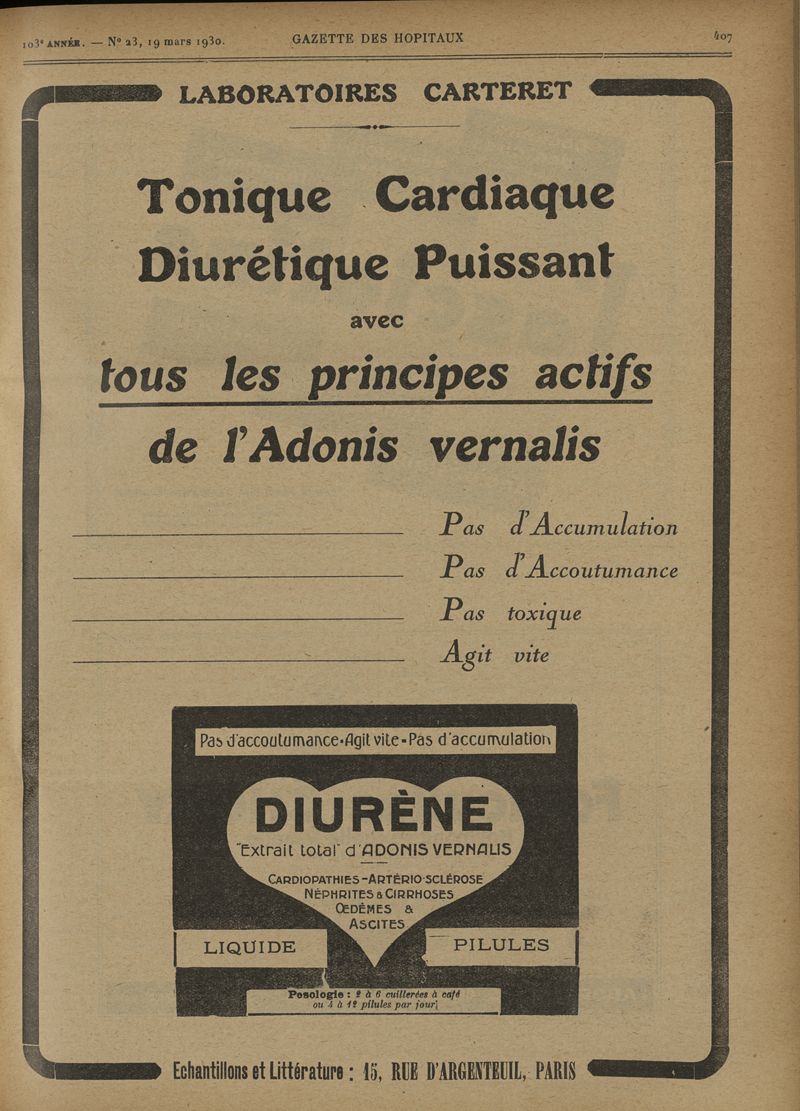 103e ANNÉE. — N° 23, 19 mars 1930. GAZETTE DES HOPITAUX 407
LABORATOIRES CARTERET
Tonique Cardiaque
Diurétique Puissant
avec
tous les principes actifs
de l'Adonis vernalis
Pas d'Accumulation
Pas d'Accoutumance
Pas toxique
Agit vite
Pas d'accoutumance-Agit vite-Pas d'accumulation
DIURÈNE
"Extrait total" d'ADONIS VERNALIS
CARDIOPATHIES-ARTÉRIO-SCLÉROSE
NÉPHRITES & CIRRHOSES
ŒDÈMES &
ASCITES
LIQUIDE PILULES
Posologie : 2 à 6 cuillerées à café
ou 4 à 12 pilules par jour
Echantillons et Littérature : 15, RUE D'ARGENTEUIL, PARIS